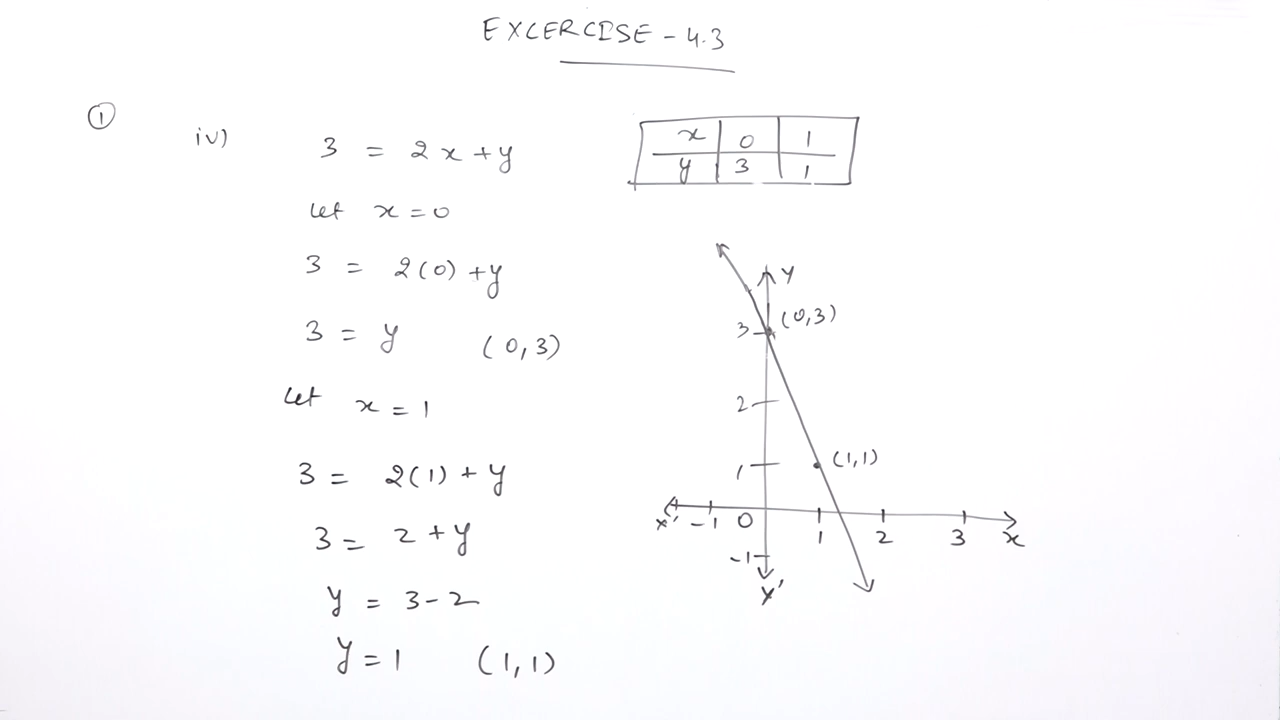 EXCERCISE - 4.3
①
iv) 3 = 2x + y
let x = 0
3 = 2(0) + y
3 = y (0,3)
let x = 1
3 = 2(1) + y
3 = 2 + y
y = 3 - 2
y = 1 (1,1)
x 0 1
y 3 1
Y
3 (0,3)
2
1 (1,1)
x' -1 0 1 2 3 x
-1
Y'